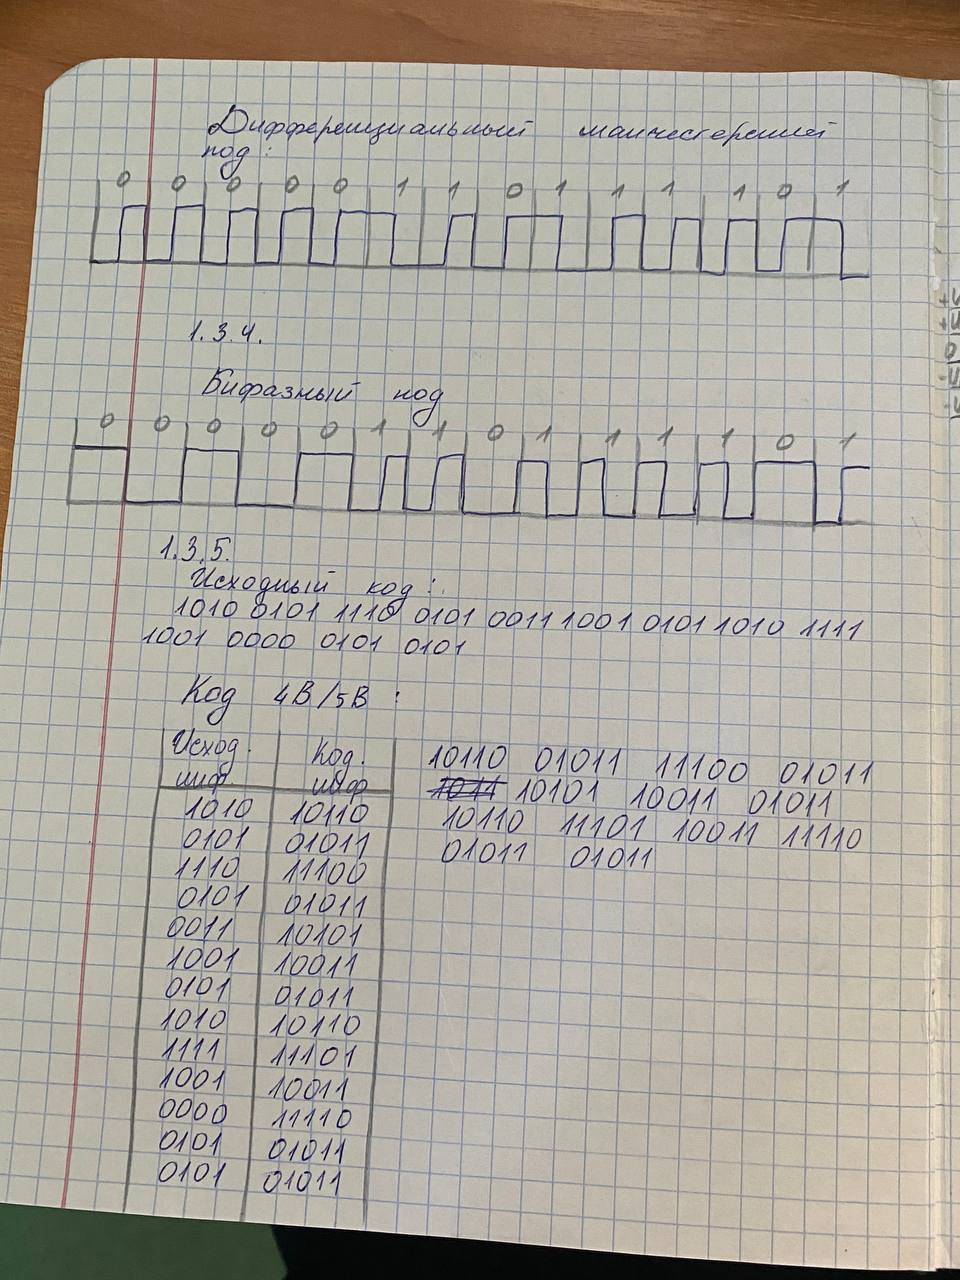 Дифференциальный манчестерский
код:
0 0 0 0 0 1 1 0 1 1 1 1 0 1
1.3.4.
Бифазный код
0 0 0 0 0 1 1 0 1 1 1 1 0 1
1.3.5.
Исходный код:
1010 0101 1110 0101 0011 1001 0101 1010 1111
1001 0000 0101 0101
Код 4B/5B:
Исход. Код.
инф. инф
10110 01011 11100 01011
10101 10011 01011
10110 11101 10011 11110
01011 01011
1010 10110
0101 01011
1110 11100
0101 01011
0011 10101
1001 10011
0101 01011
1010 10110
1111 11101
1001 10011
0000 11110
0101 01011
0101 01011